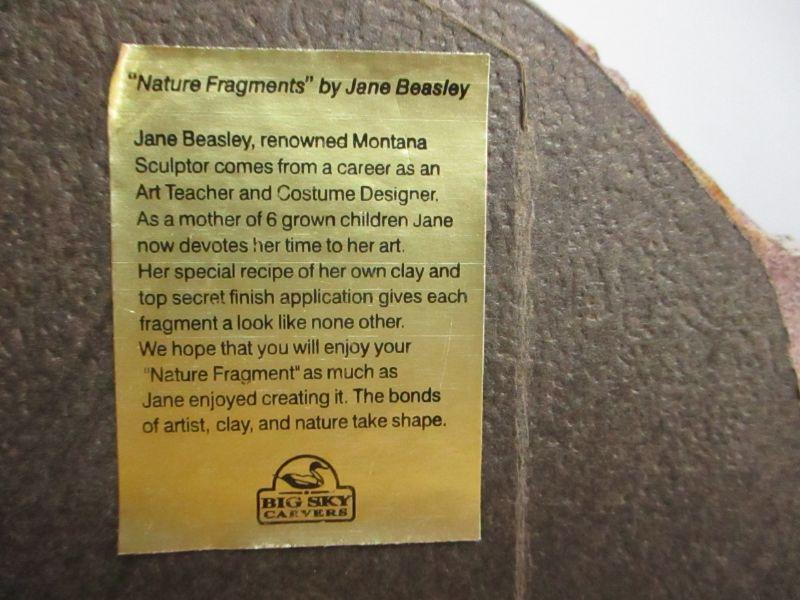 "Nature Fragments" by Jane Beasley
Jane Beasley, renowned Montana
Sculptor comes from a career as an
Art Teacher and Costume Designer.
As a mother of 6 grown children Jane
now devotes her time to her art.
Her special recipe of her own clay and
top secret finish application gives each
fragment a look like none other.
We hope that you will enjoy your
"Nature Fragment" as much as
Jane enjoyed creating it. The bonds
of artist, clay, and nature take shape.
BIG SKY
CARVERS